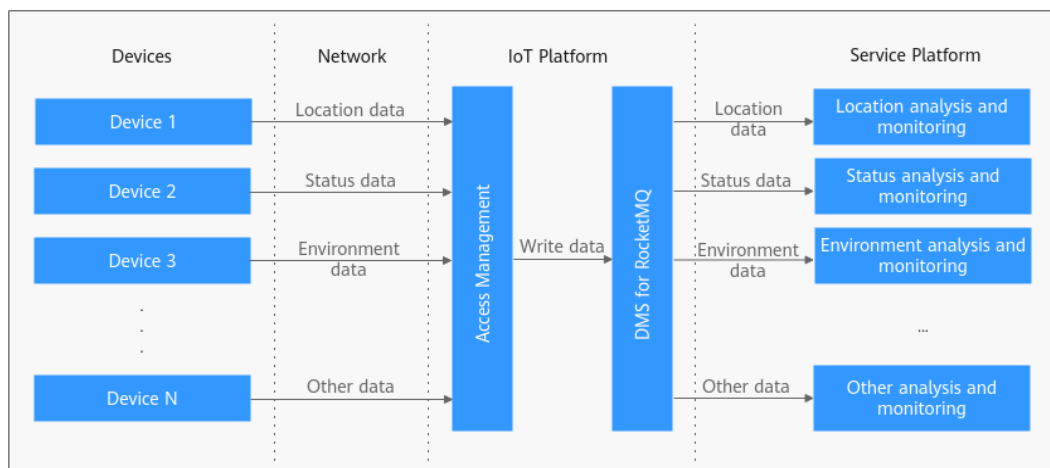 Devices
Network
IoT Platform
Service Platform
Device 1
Location data
Location
data
Location analysis and
monitoring
Device 2
Status data
Status data
Status analysis and
monitoring
Device 3
Environment
data
Access Management
Write data
DMS for RocketMQ
Environment
data
Environment analysis and
monitoring
.
.
.
...
Device N
Other data
Other data
Other analysis and
monitoring